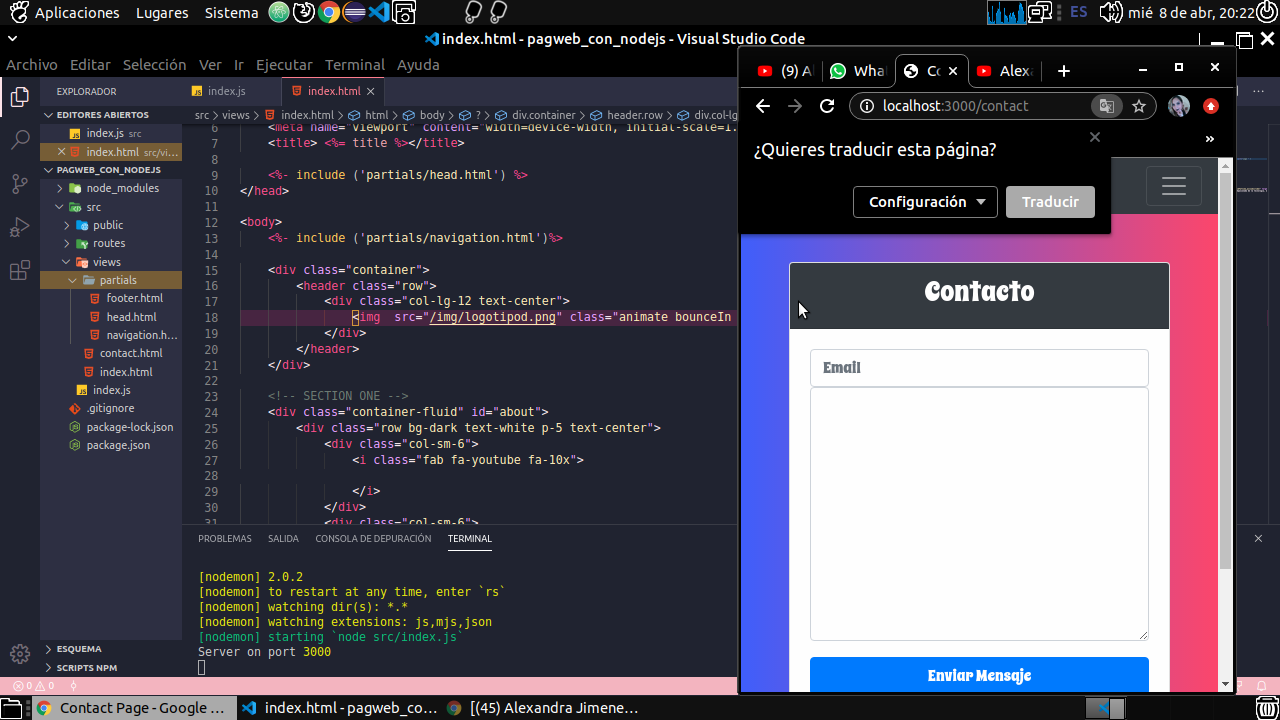 Aplicaciones Lugares Sistema ES mié 8 de abr, 20:22
index.html - pagweb_con_nodejs - Visual Studio Code
Archivo Editar Selección Ver Ir Ejecutar Terminal Ayuda
EXPLORADOR
EDITORES ABIERTOS
index.js src
index.html src/vi...
PAGWEB_CON_NODEJS
node_modules
src
public
routes
views
partials
footer.html
head.html
navigation.h...
contact.html
index.html
index.js
.gitignore
package-lock.json
package.json
ESQUEMA
SCRIPTS NPM
index.js index.html
src > views > index.html > html > body > ? > div.container > header.row > div.col-lg
6 <meta name="viewport" content="width=device-width, initial-scale=1.
7 <title> <%= title %></title>
8
9 <%- include ('partials/head.html') %>
10 </head>
11
12 <body>
13 <%- include ('partials/navigation.html')%>
14
15 <div class="container">
16 <header class="row">
17 <div class="col-lg-12 text-center">
18 <img src="/img/logotipod.png" class="animate bounceIn
19 </div>
20 </header>
21 </div>
22
23 <!-- SECTION ONE -->
24 <div class="container-fluid" id="about">
25 <div class="row bg-dark text-white p-5 text-center">
26 <div class="col-sm-6">
27 <i class="fab fa-youtube fa-10x">
28
29 </i>
30 </div>
31 <div class="col-sm-6">
PROBLEMAS SALIDA CONSOLA DE DEPURACIÓN TERMINAL
[nodemon] 2.0.2
[nodemon] to restart at any time, enter `rs`
[nodemon] watching dir(s): *.*
[nodemon] watching extensions: js,mjs,json
[nodemon] starting `node src/index.js`
Server on port 3000
0 0
(9) Al What Co Alexa
localhost:3000/contact
»
¿Quieres traducir esta página?
Configuración Traducir
Contacto
Email
Enviar Mensaje
Contact Page - Google ... index.html - pagweb_co... [(45) Alexandra Jimene...